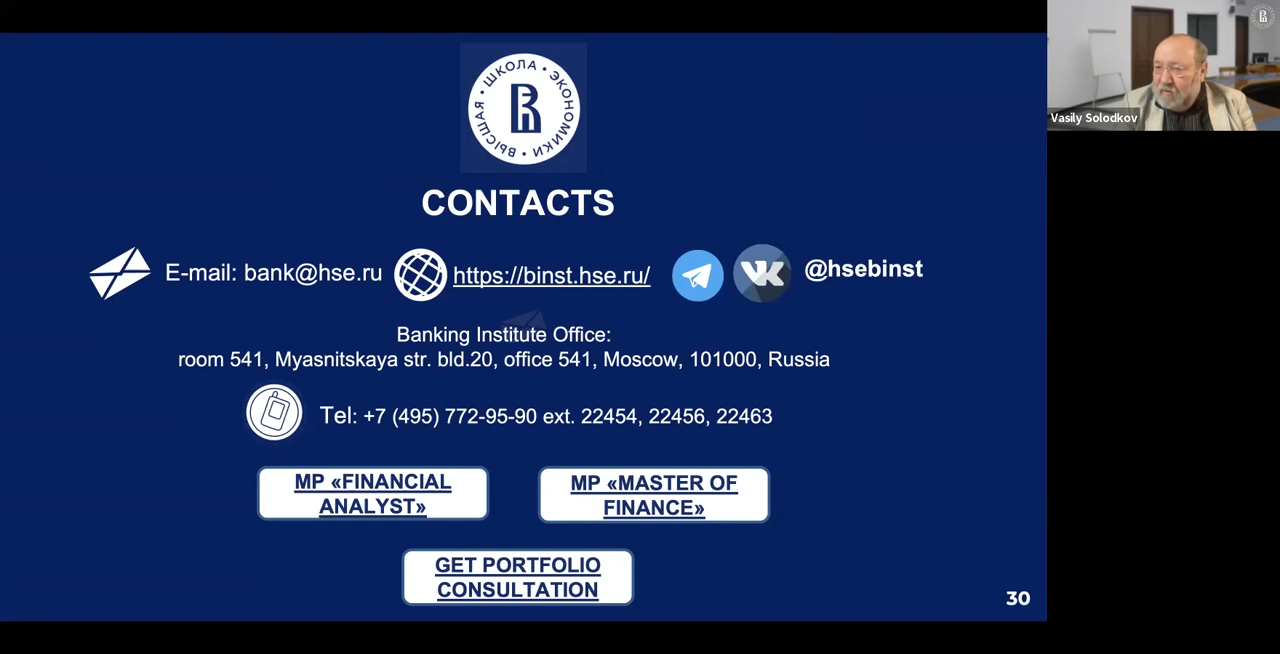 ВЫСШАЯ • ШКОЛА • ЭКОНОМИКИ •
CONTACTS
E-mail: bank@hse.ru
https://binst.hse.ru/
@hsebinst
Banking Institute Office:
room 541, Myasnitskaya str. bld.20, office 541, Moscow, 101000, Russia
Tel: +7 (495) 772-95-90 ext. 22454, 22456, 22463
MP «FINANCIAL
ANALYST»
MP «MASTER OF
FINANCE»
GET PORTFOLIO
CONSULTATION
30
Vasily Solodkov